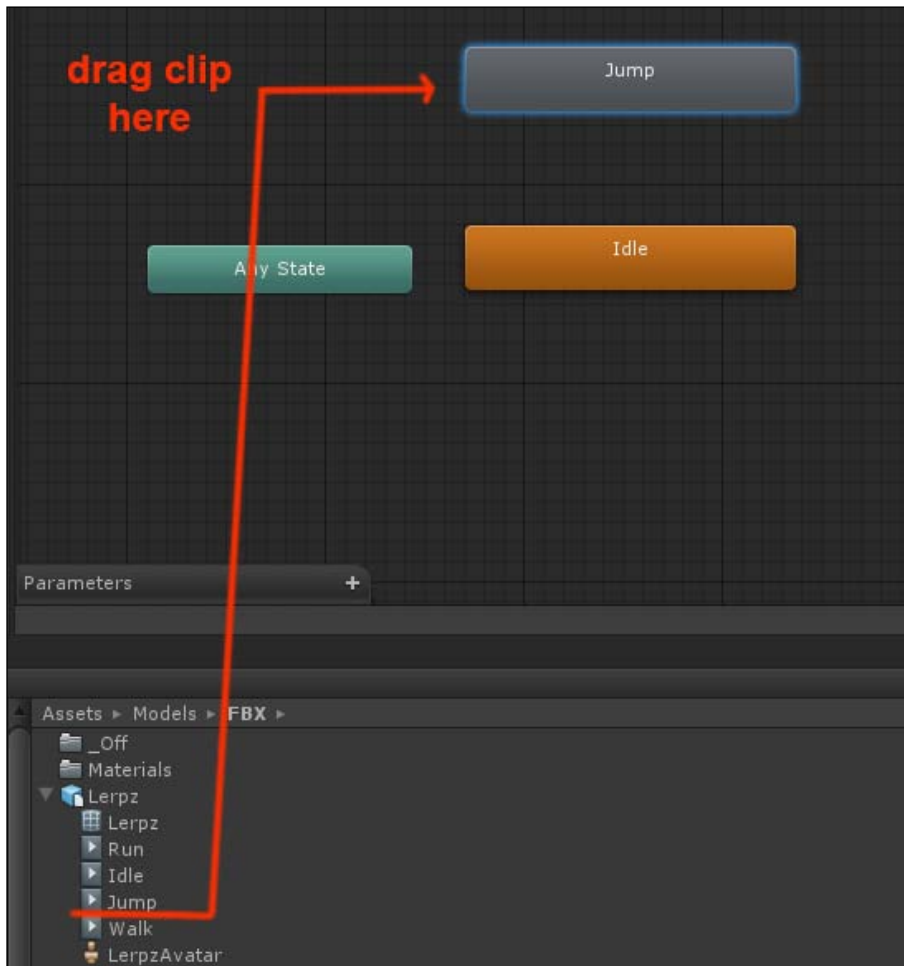 drag clip
here
Jump
Any State
Idle
Parameters +
Assets ▸ Models ▸ FBX ▸
_Off
Materials
Lerpz
Lerpz
Run
Idle
Jump
Walk
LerpzAvatar